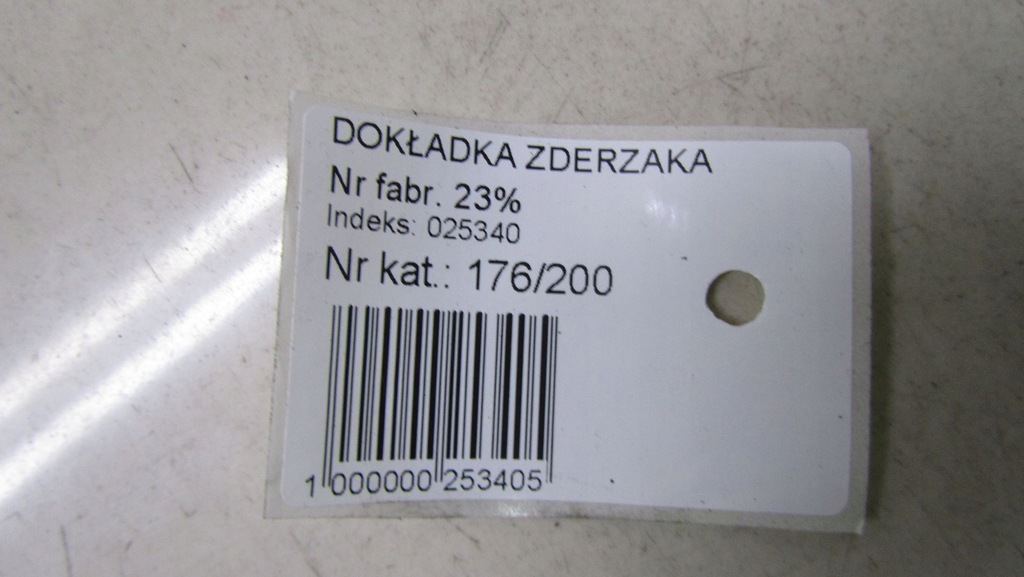 DOKŁADKA ZDERZAKA
Nr fabr. 23%
Indeks: 025340
Nr kat.: 176/200
1 000000 253405